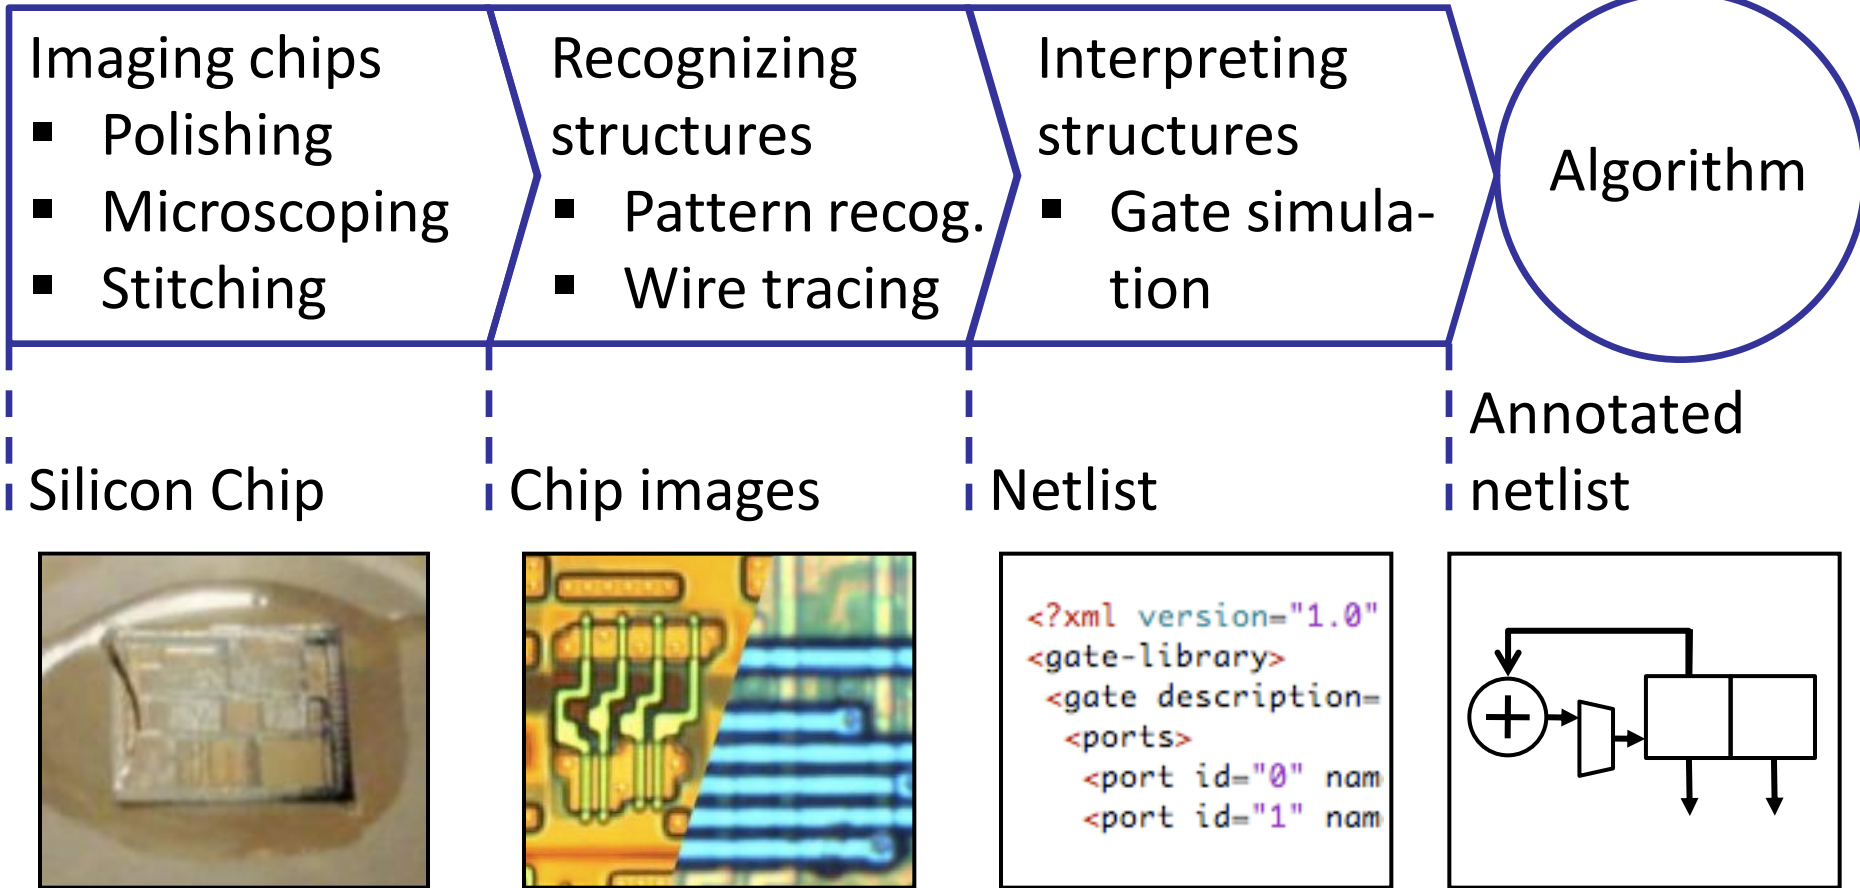 Imaging chips
▪ Polishing
▪ Microscoping
▪ Stitching
Recognizing
structures
▪ Pattern recog.
▪ Wire tracing
Interpreting
structures
▪ Gate simula-
tion
Algorithm
Silicon Chip
Chip images
Netlist
Annotated
netlist
<?xml version="1.0"
<gate-library>
<gate description=
<ports>
<port id="0" nam
<port id="1" nam